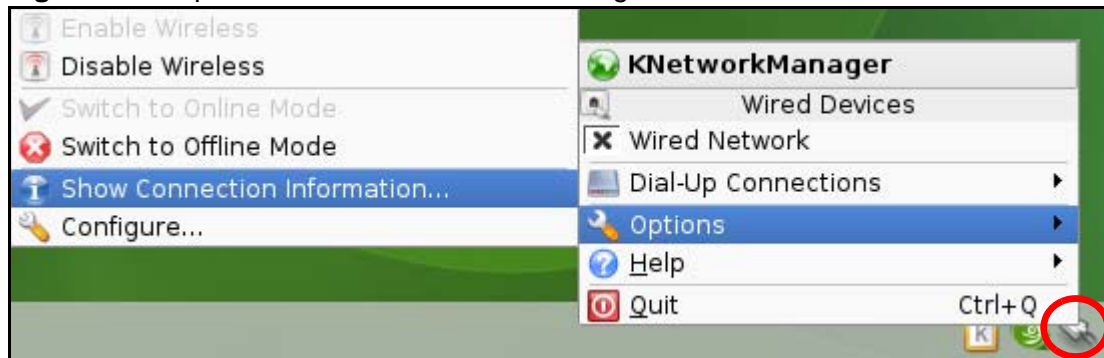 Enable Wireless
Disable Wireless
Switch to Online Mode
Switch to Offline Mode
Show Connection Information...
Configure...
KNetworkManager
Wired Devices
Wired Network
Dial-Up Connections
Options
Help
Quit Ctrl+Q
K